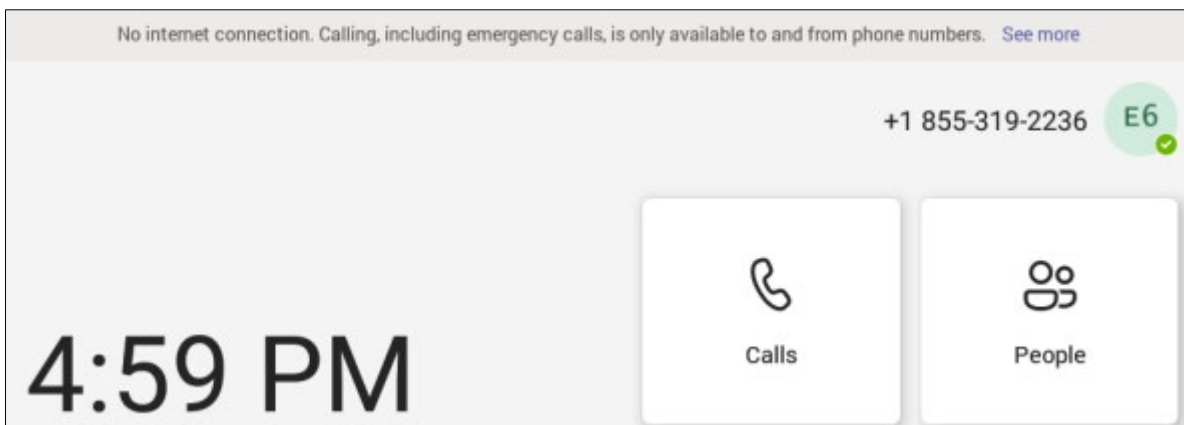 No internet connection. Calling, including emergency calls, is only available to and from phone numbers. See more
+1 855-319-2236 E6
Calls People
4:59 PM